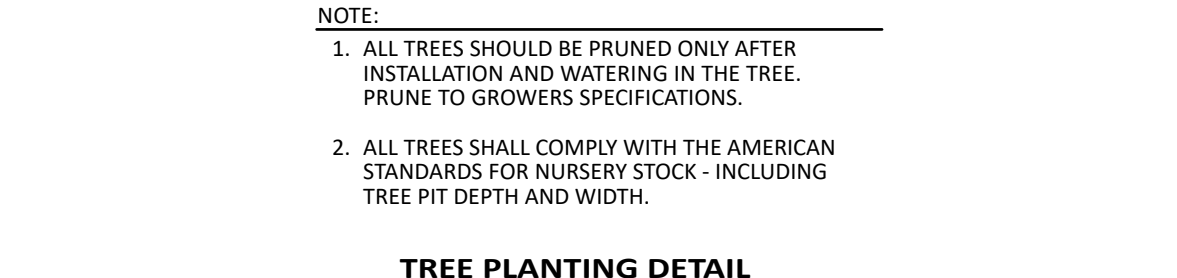 NOTE:
1. ALL TREES SHOULD BE PRUNED ONLY AFTER
INSTALLATION AND WATERING IN THE TREE.
PRUNE TO GROWERS SPECIFICATIONS.
2. ALL TREES SHALL COMPLY WITH THE AMERICAN
STANDARDS FOR NURSERY STOCK - INCLUDING
TREE PIT DEPTH AND WIDTH.
TREE PLANTING DETAIL